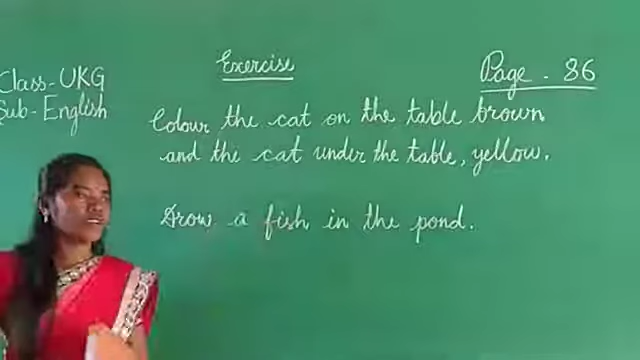 Class-UKG
Sub-English
Exercise
Page - 86
Colour the cat on the table brown
and the cat under the table, yellow.
Drow a fish in the pond.